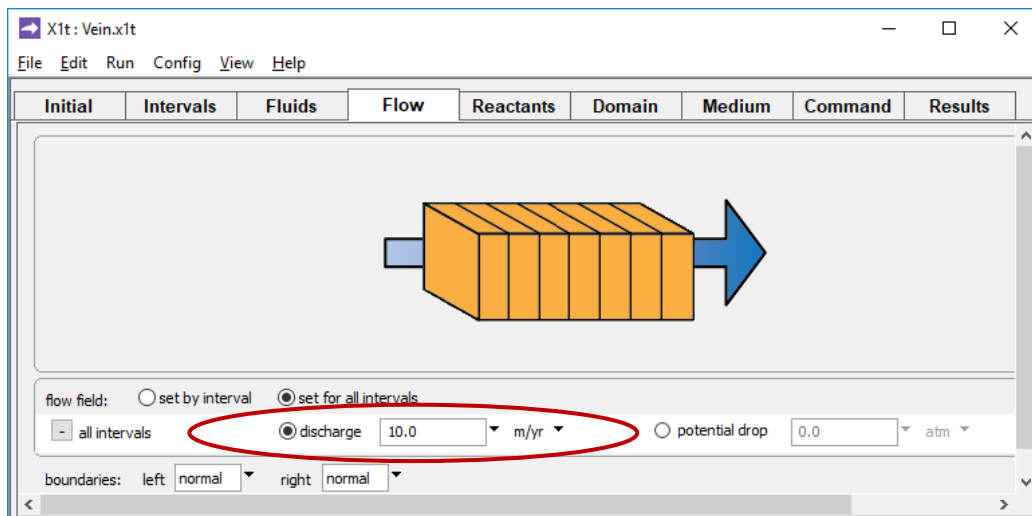 X1t : Vein.x1t
File Edit Run Config View Help
Initial Intervals Fluids Flow Reactants Domain Medium Command Results
flow field: set by interval set for all intervals
- all intervals discharge 10.0 m/yr potential drop 0.0 atm
boundaries: left normal right normal